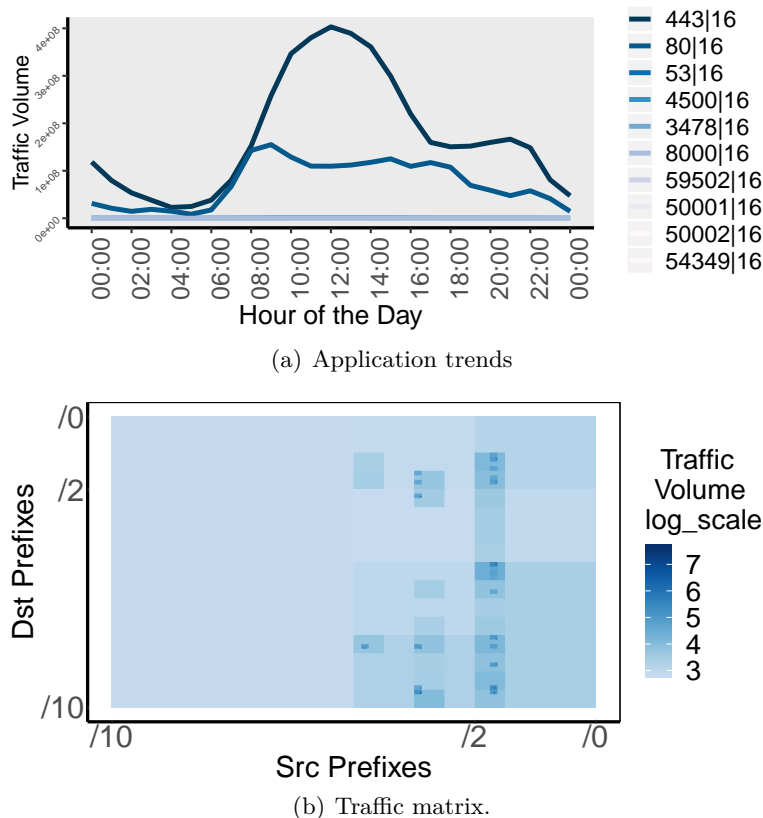 4e+08
3e+08
2e+08
1e+08
0e+00
Traffic Volume
00:00
02:00
04:00
06:00
08:00
10:00
12:00
14:00
16:00
18:00
20:00
22:00
00:00
Hour of the Day
443|16
80|16
53|16
4500|16
3478|16
8000|16
59502|16
50001|16
50002|16
54349|16
(a) Application trends
/0
/2
/10
Dst Prefixes
/10
/2
/0
Src Prefixes
Traffic
Volume
log_scale
7
6
5
4
3
(b) Traffic matrix.